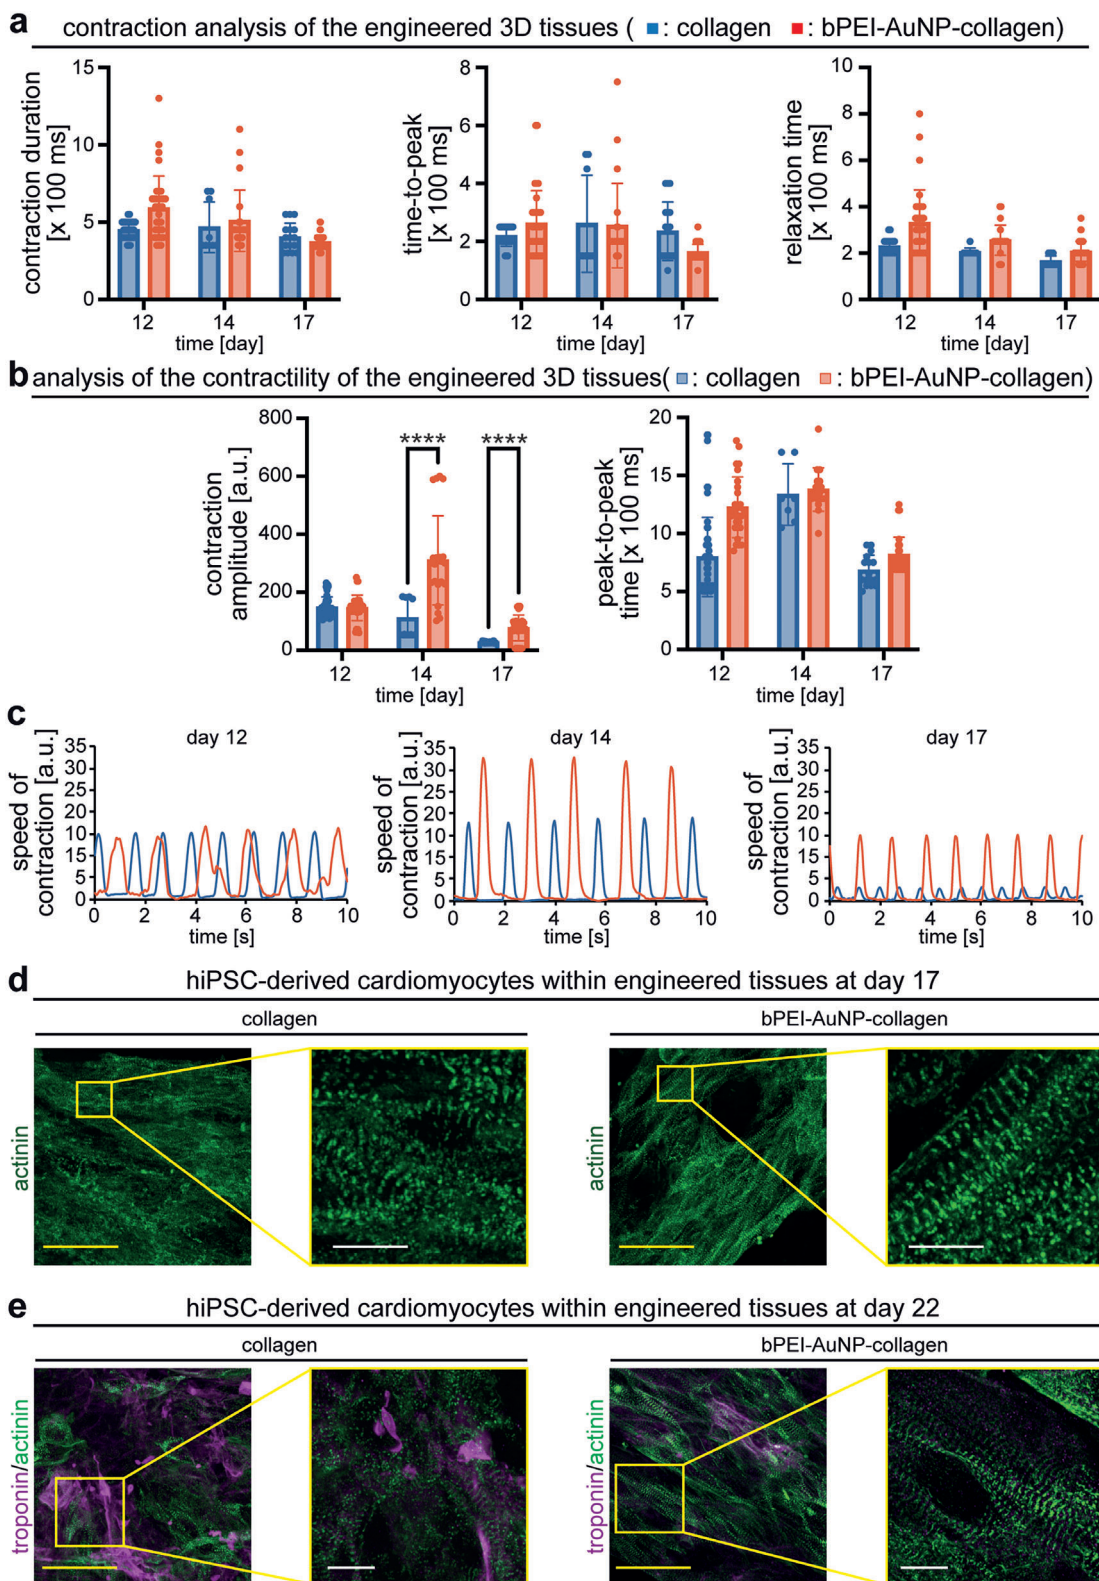 a
contraction analysis of the engineered 3D tissues ( ■: collagen ■: bPEI-AuNP-collagen)
contraction duration
[x 100 ms]
15
10
5
0
12 14 17
time [day]
time-to-peak
[x 100 ms]
8
6
4
2
0
12 14 17
time [day]
relaxation time
[x 100 ms]
10
8
6
4
2
0
12 14 17
time [day]
b
analysis of the contractility of the engineered 3D tissues( ■: collagen ■: bPEI-AuNP-collagen)
contraction
amplitude [a.u.]
800
600
400
200
0
**** ****
12 14 17
time [day]
peak-to-peak
time [x 100 ms]
20
15
10
5
0
12 14 17
time [day]
c
day 12
speed of
contraction [a.u.]
35
30
25
20
10
15
5
0
0 2 4 6 8 10
time [s]
day 14
speed of
contraction [a.u.]
35
30
25
20
10
15
5
0
0 2 4 6 8 10
time [s]
day 17
speed of
contraction [a.u.]
35
30
25
20
10
15
5
0
0 2 4 6 8 10
time [s]
d
hiPSC-derived cardiomyocytes within engineered tissues at day 17
collagen
bPEI-AuNP-collagen
actinin
actinin
e
hiPSC-derived cardiomyocytes within engineered tissues at day 22
collagen
bPEI-AuNP-collagen
troponin/actinin
troponin/actinin